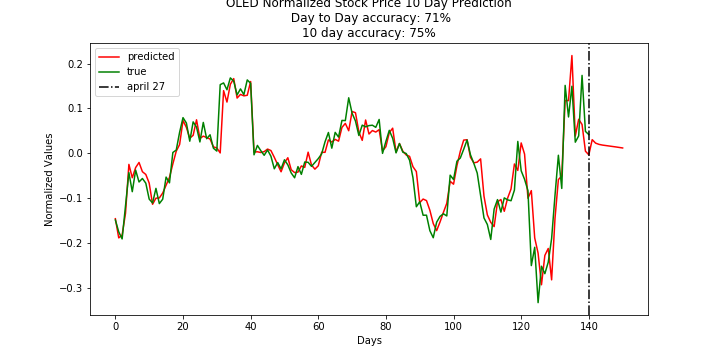 OLED Normalized Stock Price 10 Day Prediction
Day to Day accuracy: 71%
10 day accuracy: 75%
predicted
true
april 27
Normalized Values
0.2
0.1
0.0
−0.1
−0.2
−0.3
0 20 40 60 80 100 120 140
Days